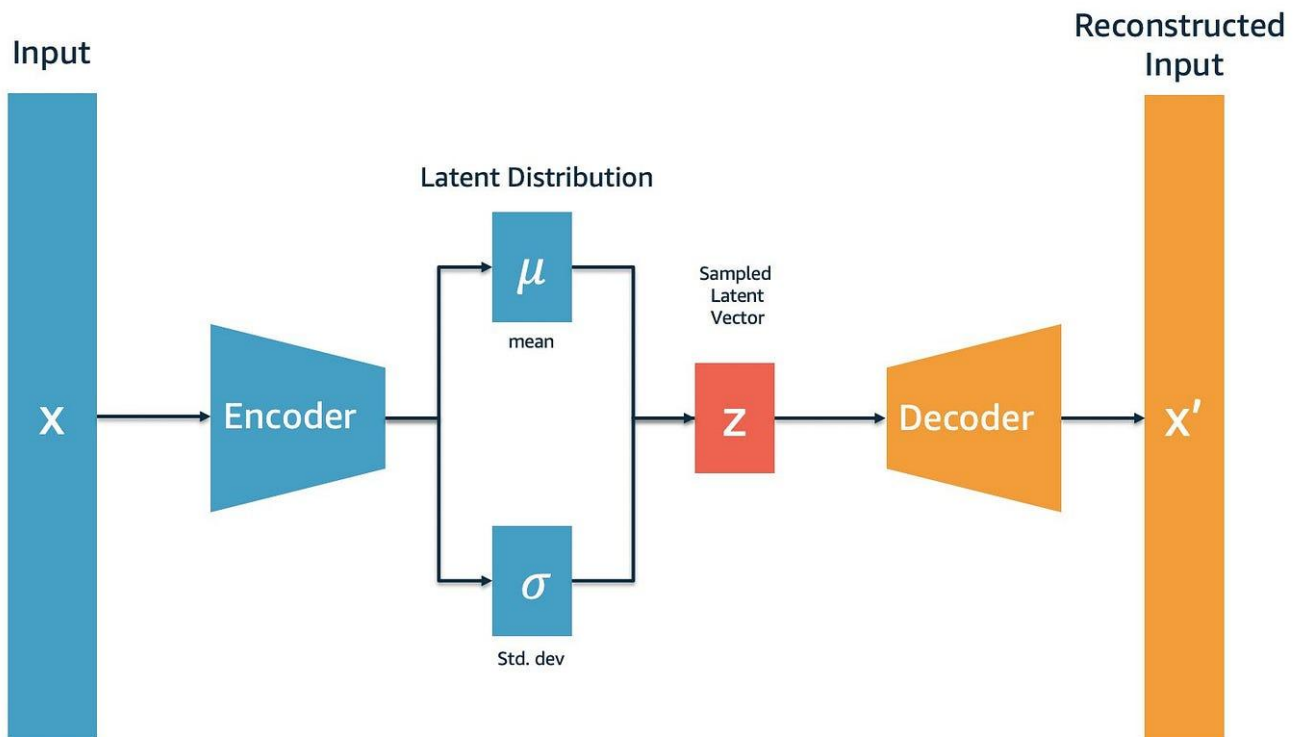 Input
Reconstructed
Input
Latent Distribution
μ
mean
Sampled
Latent
Vector
X
Encoder
Z
Decoder
X′
σ
Std. dev